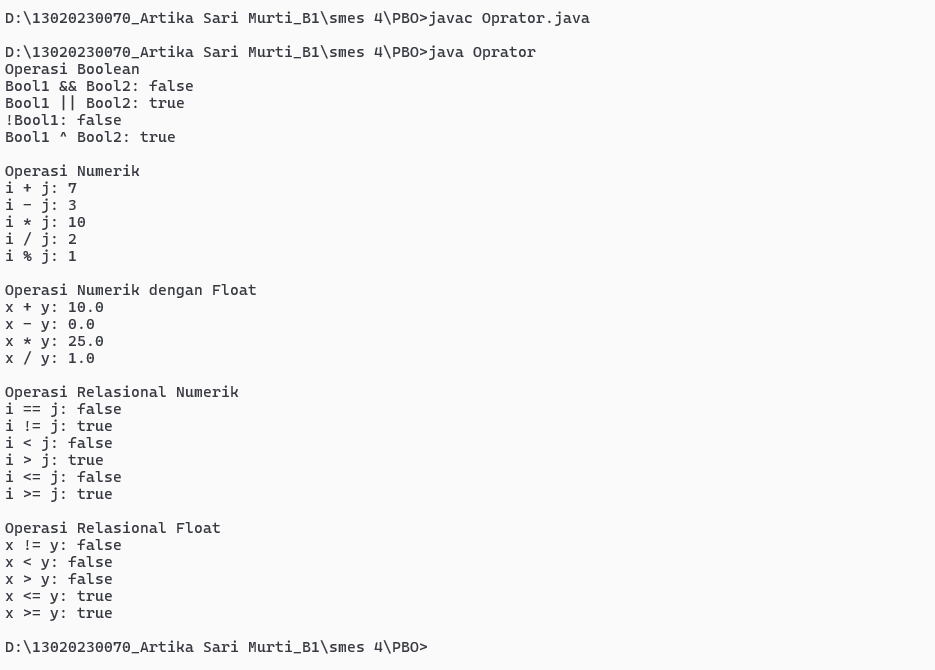 D:\13020230070_Artika Sari Murti_B1\smes 4\PBO>javac Oprator.java
D:\13020230070_Artika Sari Murti_B1\smes 4\PBO>java Oprator
Operasi Boolean
Bool1 && Bool2: false
Bool1 || Bool2: true
!Bool1: false
Bool1 ^ Bool2: true
Operasi Numerik
i + j: 7
i - j: 3
i * j: 10
i / j: 2
i % j: 1
Operasi Numerik dengan Float
x + y: 10.0
x - y: 0.0
x * y: 25.0
x / y: 1.0
Operasi Relasional Numerik
i == j: false
i != j: true
i < j: false
i > j: true
i <= j: false
i >= j: true
Operasi Relasional Float
x != y: false
x < y: false
x > y: false
x <= y: true
x >= y: true
D:\13020230070_Artika Sari Murti_B1\smes 4\PBO>